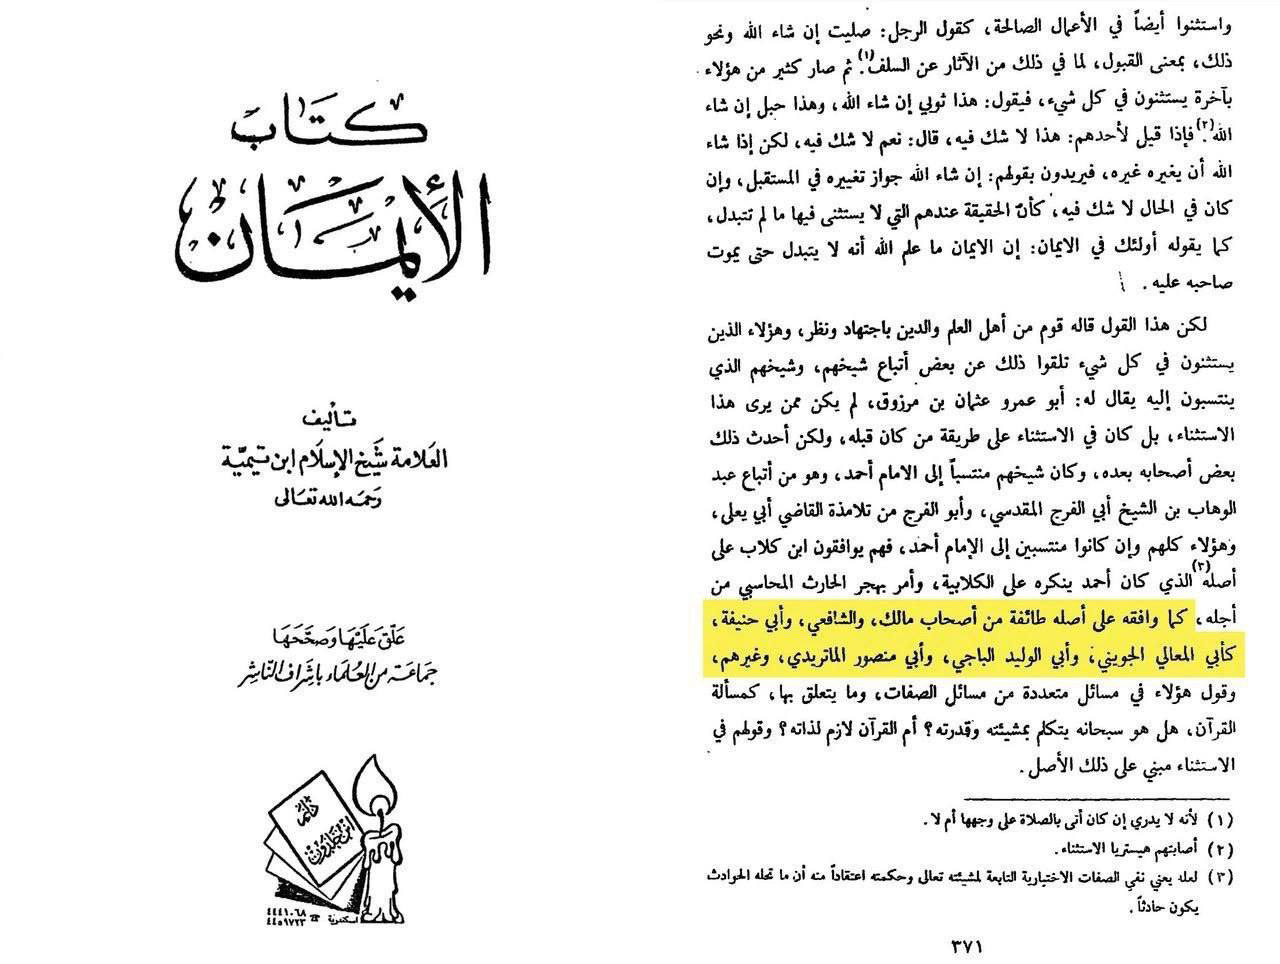 كتاب
الإيمان
تأليف
العلامة شيخ الإسلام ابن تيمية
رحمه الله تعالى
علق عليها وصححها
جماعة من العلماء بإشراف الناشر
دار
ابن خلدون
اسكندرية ☎ ٤٤٤١٠٦٨
٤٤٥٩٧٢٣
واستثنوا أيضاً في الأعمال الصالحة، كقول الرجل: صليت إن شاء الله ونحو
ذلك، بمعنى القبول، لما في ذلك من الآثار عن السلف(١). ثم صار كثير من هؤلاء
بآخرة يستثنون في كل شيء، فيقول: هذا ثوبي إن شاء الله، وهذا حبل إن شاء
الله(٢). فإذا قيل لأحدهم: هذا لا شك فيه، قال: نعم لا شك فيه، لكن إذا شاء
الله أن يغيره غيره، فيريدون بقولهم: إن شاء الله جواز تغييره في المستقبل، وإن
كان في الحال لا شك فيه، كأن الحقيقة عندهم التي لا يستثنى فيها ما لم تتبدل،
كما يقوله أولئك في الايمان: إن الايمان ما علم الله أنه لا يتبدل حتى يموت
صاحبه عليه.
لكن هذا القول قاله قوم من أهل العلم والدين باجتهاد ونظر، وهؤلاء الذين
يستثنون في كل شيء تلقوا ذلك عن بعض أتباع شيخهم، وشيخهم الذي
ينتسبون إليه يقال له: أبو عمرو عثمان بن مرزوق، لم يكن ممن يرى هذا
الاستثناء، بل كان في الاستثناء على طريقة من كان قبله، ولكن أحدث ذلك
بعض أصحابه بعده، وكان شيخهم منتسباً إلى الامام أحمد، وهو من أتباع عبد
الوهاب بن الشيخ أبي الفرج المقدسي، وأبو الفرج من تلامذة القاضي أبي يعلى،
وهؤلاء كلهم وإن كانوا منتسبين إلى الإمام أحمد، فهم يوافقون ابن كلاب على
أصله(٣) الذي كان أحمد ينكره على الكلابية، وأمر بهجر الحارث المحاسبي من
أجله، كما وافقه على أصله طائفة من أصحاب مالك، والشافعي، وأبي حنيفة،
كأبي المعالي الجويني، وأبي الوليد الباجي، وأبي منصور الماتريدي، وغيرهم،
وقول هؤلاء في مسائل متعددة من مسائل الصفات، وما يتعلق بها، كمسألة
القرآن، هل هو سبحانه يتكلم بمشيئته وقدرته؟ أم القرآن لازم لذاته؟ وقولهم في
الاستثناء مبني على ذلك الأصل.
(١) لأنه لا يدري إن كان أتى بالصلاة على وجهها أم لا.
(٢) أصابتهم هيستريا الاستثناء.
(٣) لعله يعني نفي الصفات الاختيارية التابعة لمشيئته تعالى وحكمته اعتقاداً منه أن ما تحله الحوادث
يكون حادثاً.
٣٧١